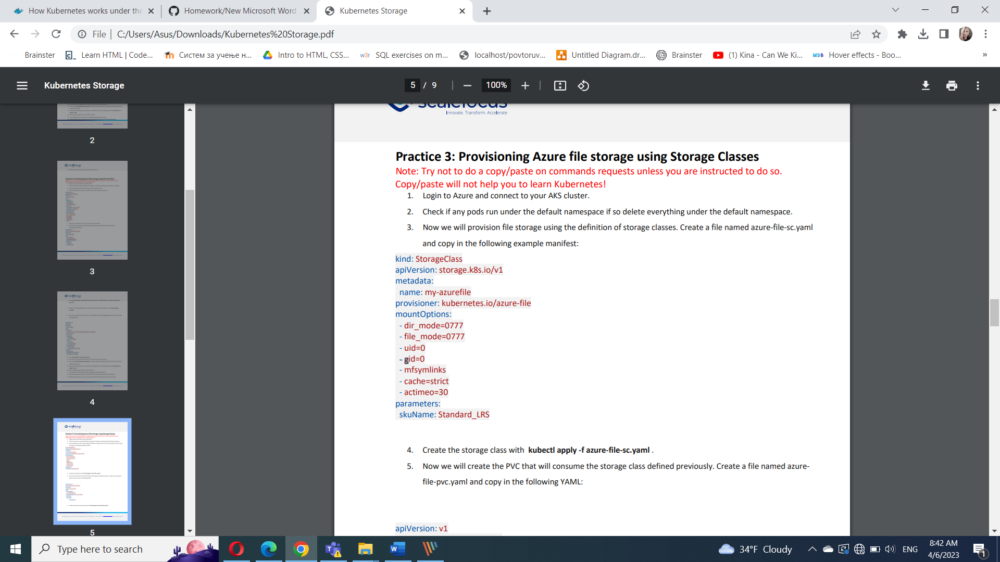 How Kubernetes works under the
Homework/New Microsoft Word
Kubernetes Storage
File
C:/Users/Asus/Downloads/Kubernetes%20Storage.pdf
Brainster
Learn HTML | Code...
Систем за учење н...
Intro to HTML, CSS...
SQL exercises on m...
localhost/povtoruv...
Untitled Diagram.dr...
Brainster
(1) Kina - Can We Ki...
Hover effects - Boo...
»
Kubernetes Storage
5 / 9
100%
scalefocus
Innovate. Transform. Accelerate
2
3
4
5
Practice 3: Provisioning Azure file storage using Storage Classes
Note: Try not to do a copy/paste on commands requests unless you are instructed to do so.
Copy/paste will not help you to learn Kubernetes!
1. Login to Azure and connect to your AKS cluster.
2. Check if any pods run under the default namespace if so delete everything under the default namespace.
3. Now we will provision file storage using the definition of storage classes. Create a file named azure-file-sc.yaml
and copy in the following example manifest:
kind: StorageClass
apiVersion: storage.k8s.io/v1
metadata:
name: my-azurefile
provisioner: kubernetes.io/azure-file
mountOptions:
- dir_mode=0777
- file_mode=0777
- uid=0
- gid=0
- mfsymlinks
- cache=strict
- actimeo=30
parameters:
skuName: Standard_LRS
4. Create the storage class with kubectl apply -f azure-file-sc.yaml .
5. Now we will create the PVC that will consume the storage class defined previously. Create a file named azure-
file-pvc.yaml and copy in the following YAML:
apiVersion: v1
Type here to search
34°F Cloudy
ENG
8:42 AM
4/6/2023
1